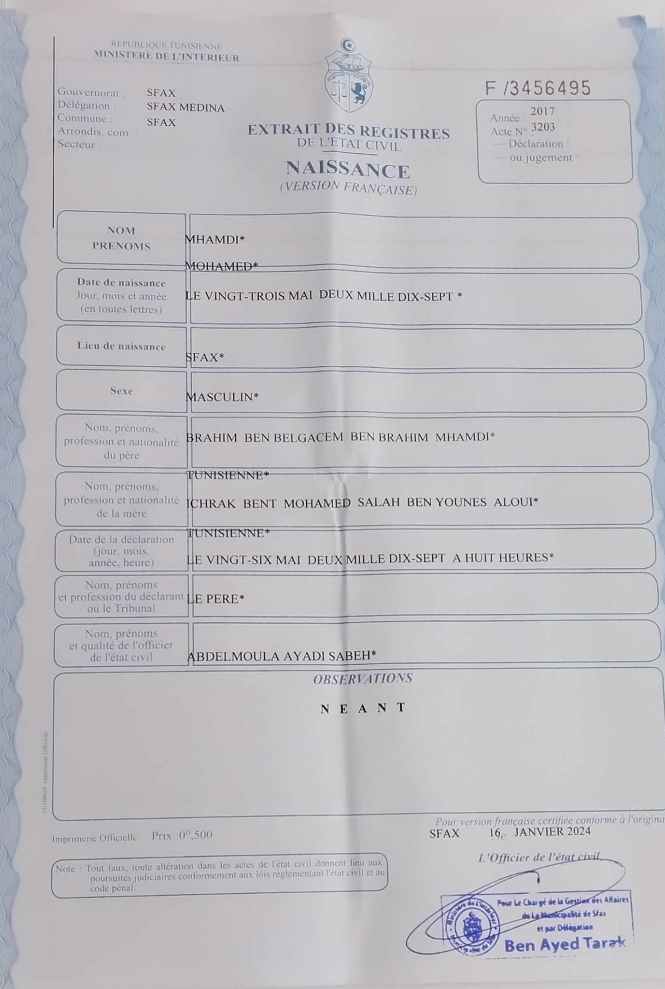 REPUBLIQUE TUNISIENNE
MINISTERE DE L'INTERIEUR
Gouvernorat : SFAX
Délégation : SFAX MEDINA
Commune : SFAX
Arrondis. com. :
Secteur :
EXTRAIT DES REGISTRES
DE L'ETAT CIVIL
NAISSANCE
(VERSION FRANÇAISE)
F /3456495
Année : 2017
Acte N° 3203
— Déclaration :
— ou jugement :
NOM
PRENOMS
MHAMDI*
MOHAMED*
Date de naissance
Jour, mois et année
(en toutes lettres)
LE VINGT-TROIS MAI DEUX MILLE DIX-SEPT *
Lieu de naissance
SFAX*
Sexe
MASCULIN*
Nom, prénoms,
profession et nationalité
du père
BRAHIM BEN BELGACEM BEN BRAHIM MHAMDI*
TUNISIENNE*
Nom, prénoms,
profession et nationalité
de la mère
ICHRAK BENT MOHAMED SALAH BEN YOUNES ALOUI*
TUNISIENNE*
Date de la déclaration
(jour, mois,
année, heure)
LE VINGT-SIX MAI DEUX MILLE DIX-SEPT A HUIT HEURES*
Nom, prénoms
et profession du déclarant
ou le Tribunal
LE PERE*
Nom, prénoms
et qualité de l'officier
de l'état civil
ABDELMOULA AYADI SABEH*
OBSERVATIONS
N E A N T
Imprimerie Officielle
Imprimerie Officielle Prix :0ᴰ,500
Pour version française certifiée conforme à l'origina
SFAX 16 JANVIER 2024
L'Officier de l'état civil
Note : Tout faux, toute altération dans les actes de l'état civil donnent lieu aux
poursuites judiciaires conformement aux lois règlementant l'état civil et au
code pénal.
Pour Le Chargé de la Gestion des Affaires
de La Municipalité de Sfax
et par Délégation
Ben Ayed Tarak